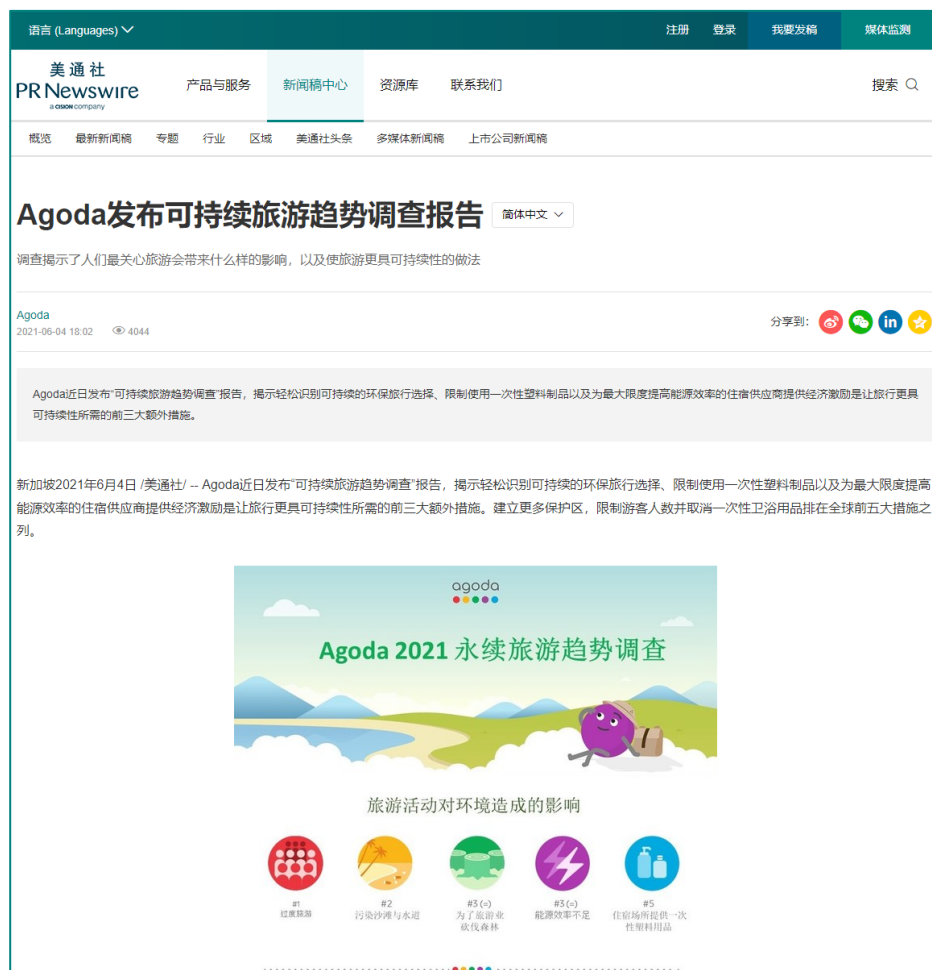 语言 (Languages)
注册 登录 我要发稿 媒体监测
美通社
PR Newswire
a CISION company
产品与服务 新闻稿中心 资源库 联系我们 搜索
概览 最新新闻稿 专题 行业 区域 美通社头条 多媒体新闻稿 上市公司新闻稿
Agoda发布可持续旅游趋势调查报告 简体中文
调查揭示了人们最关心旅游会带来什么样的影响，以及使旅游更具可持续性的做法
Agoda
2021-06-04 18:02 4044
分享到:
Agoda近日发布"可持续旅游趋势调查"报告，揭示轻松识别可持续的环保旅行选择、限制使用一次性塑料制品以及为最大限度提高能源效率的住宿供应商提供经济激励是让旅行更具
可持续性所需的前三大额外措施。
新加坡2021年6月4日 /美通社/ -- Agoda近日发布"可持续旅游趋势调查"报告，揭示轻松识别可持续的环保旅行选择、限制使用一次性塑料制品以及为最大限度提高
能源效率的住宿供应商提供经济激励是让旅行更具可持续性所需的前三大额外措施。建立更多保护区，限制游客人数并取消一次性卫浴用品排在全球前五大措施之
列。
agoda
Agoda 2021 永续旅游趋势调查
旅游活动对环境造成的影响
#1
过度旅游
#2
污染沙滩与水道
#3 (=)
为了旅游业
砍伐森林
#3 (=)
能源效率不足
#5
住宿场所提供一次
性塑料用品